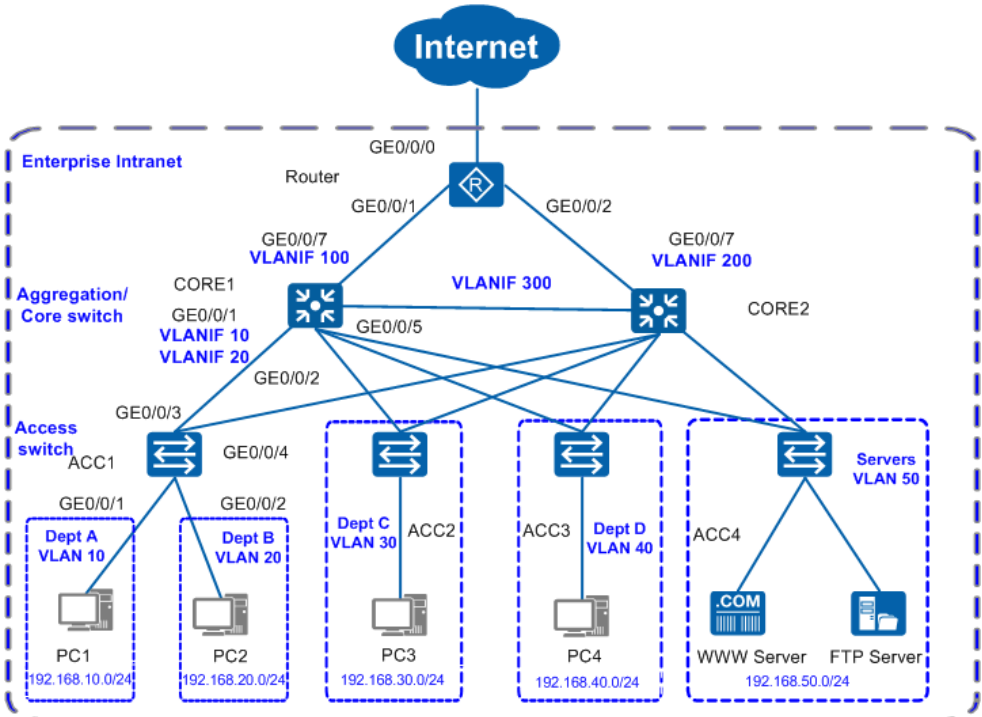 Internet
Enterprise Intranet
GE0/0/0
Router
R
GE0/0/1
GE0/0/2
GE0/0/7
VLANIF 100
GE0/0/7
VLANIF 200
VLANIF 300
Aggregation/
Core switch
CORE1
CORE2
GE0/0/1
VLANIF 10
VLANIF 20
GE0/0/5
GE0/0/2
GE0/0/3
Access
switch
ACC1
GE0/0/4
GE0/0/1
GE0/0/2
Dept A
VLAN 10
Dept B
VLAN 20
Dept C
VLAN 30
ACC2
ACC3
Dept D
VLAN 40
Servers
VLAN 50
ACC4
.COM
PC1
PC2
PC3
PC4
WWW Server
FTP Server
192.168.10.0/24
192.168.20.0/24
192.168.30.0/24
192.168.40.0/24
192.168.50.0/24